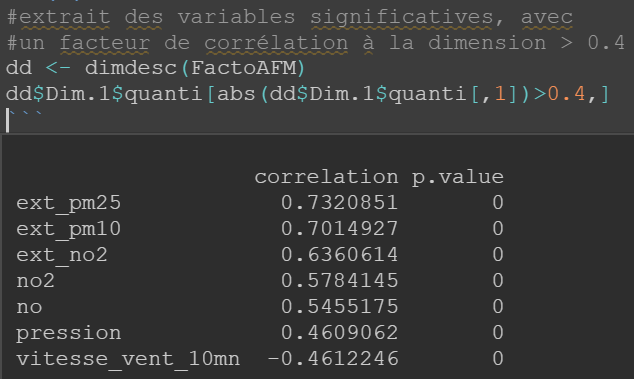 #extrait des variables significatives, avec
#un facteur de corrélation à la dimension > 0.4
dd <- dimdesc(FactoAFM)
dd$Dim.1$quanti[abs(dd$Dim.1$quanti[,1])>0.4,]
```
correlation p.value
ext_pm25 0.7320851 0
ext_pm10 0.7014927 0
ext_no2 0.6360614 0
no2 0.5784145 0
no 0.5455175 0
pression 0.4609062 0
vitesse_vent_10mn -0.4612246 0